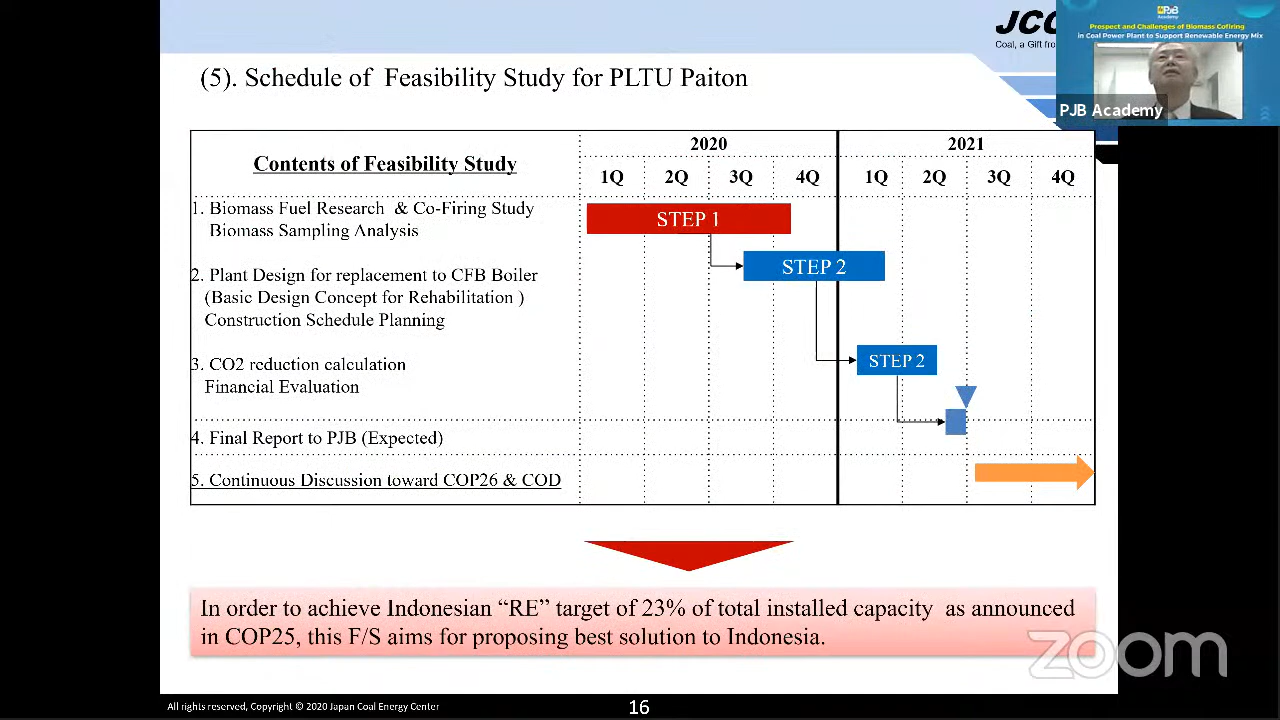 JCO
Coal, a Gift from
PJB
Academy
Prospect and Challenges of Biomass Cofiring
in Coal Power Plant to Support Renewable Energy Mix
PJB Academy
(5). Schedule of Feasibility Study for PLTU Paiton
Contents of Feasibility Study
2020
2021
1Q 2Q 3Q 4Q 1Q 2Q 3Q 4Q
1. Biomass Fuel Research & Co-Firing Study
Biomass Sampling Analysis
STEP 1
2. Plant Design for replacement to CFB Boiler
(Basic Design Concept for Rehabilitation )
Construction Schedule Planning
STEP 2
3. CO2 reduction calculation
Financial Evaluation
STEP 2
4. Final Report to PJB (Expected)
5. Continuous Discussion toward COP26 & COD
In order to achieve Indonesian “RE” target of 23% of total installed capacity as announced
in COP25, this F/S aims for proposing best solution to Indonesia.
zoom
All rights reserved, Copyright © 2020 Japan Coal Energy Center
16